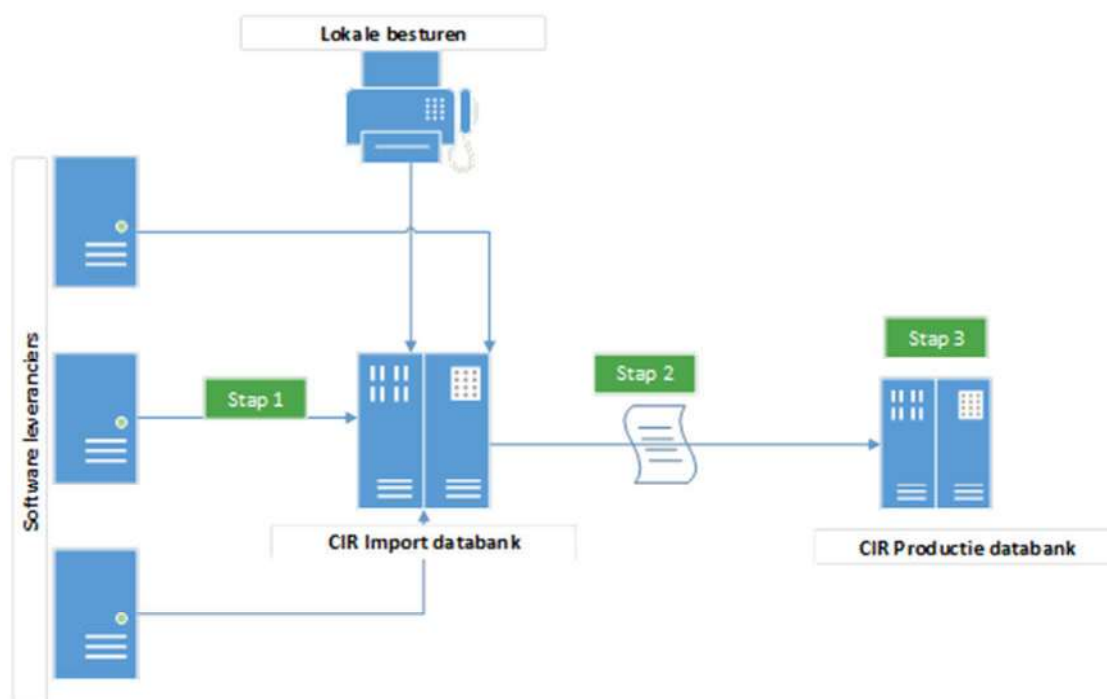 Lokale besturen
Software leveranciers
Stap 1
Stap 2
Stap 3
CIR Import databank
CIR Productie databank